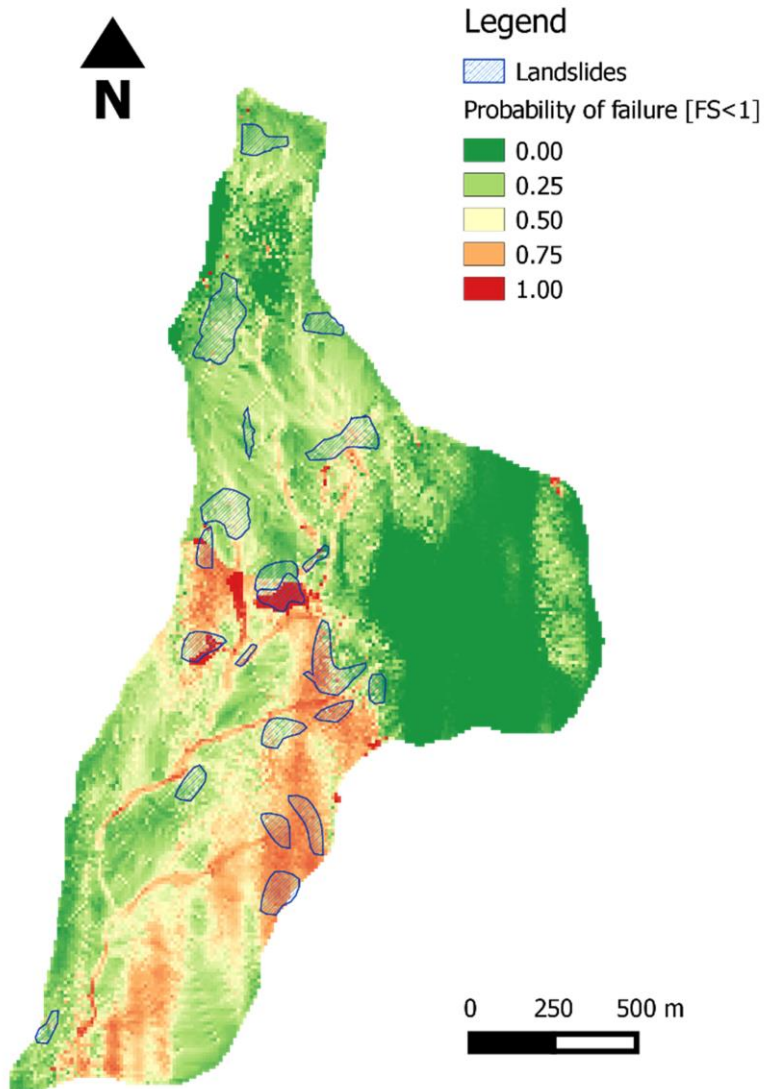 N
Legend
Landslides
Probability of failure [FS<1]
0.00
0.25
0.50
0.75
1.00
0 250 500 m